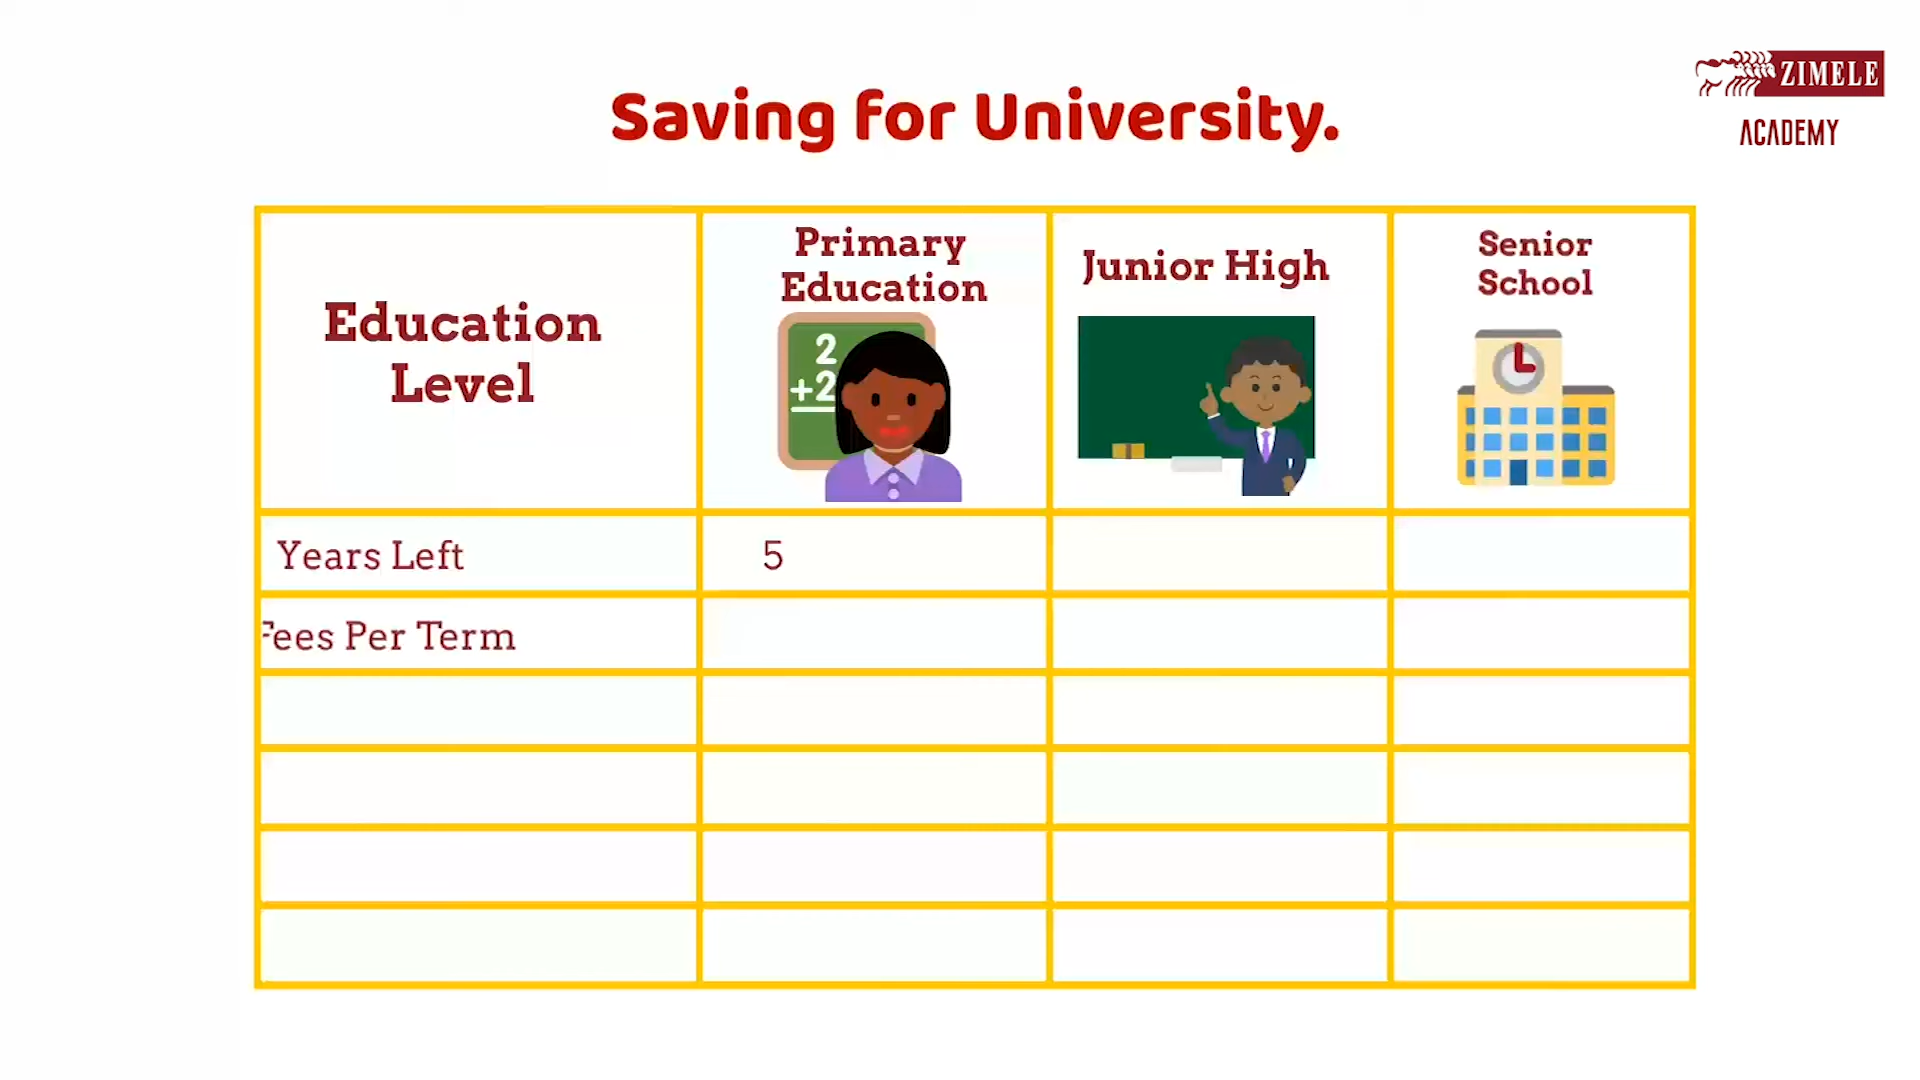 ZIMELE
ACADEMY
Saving for University.
Education
Level
Primary
Education
2
+2
Junior High
Senior
School
Years Left
5
Fees Per Term